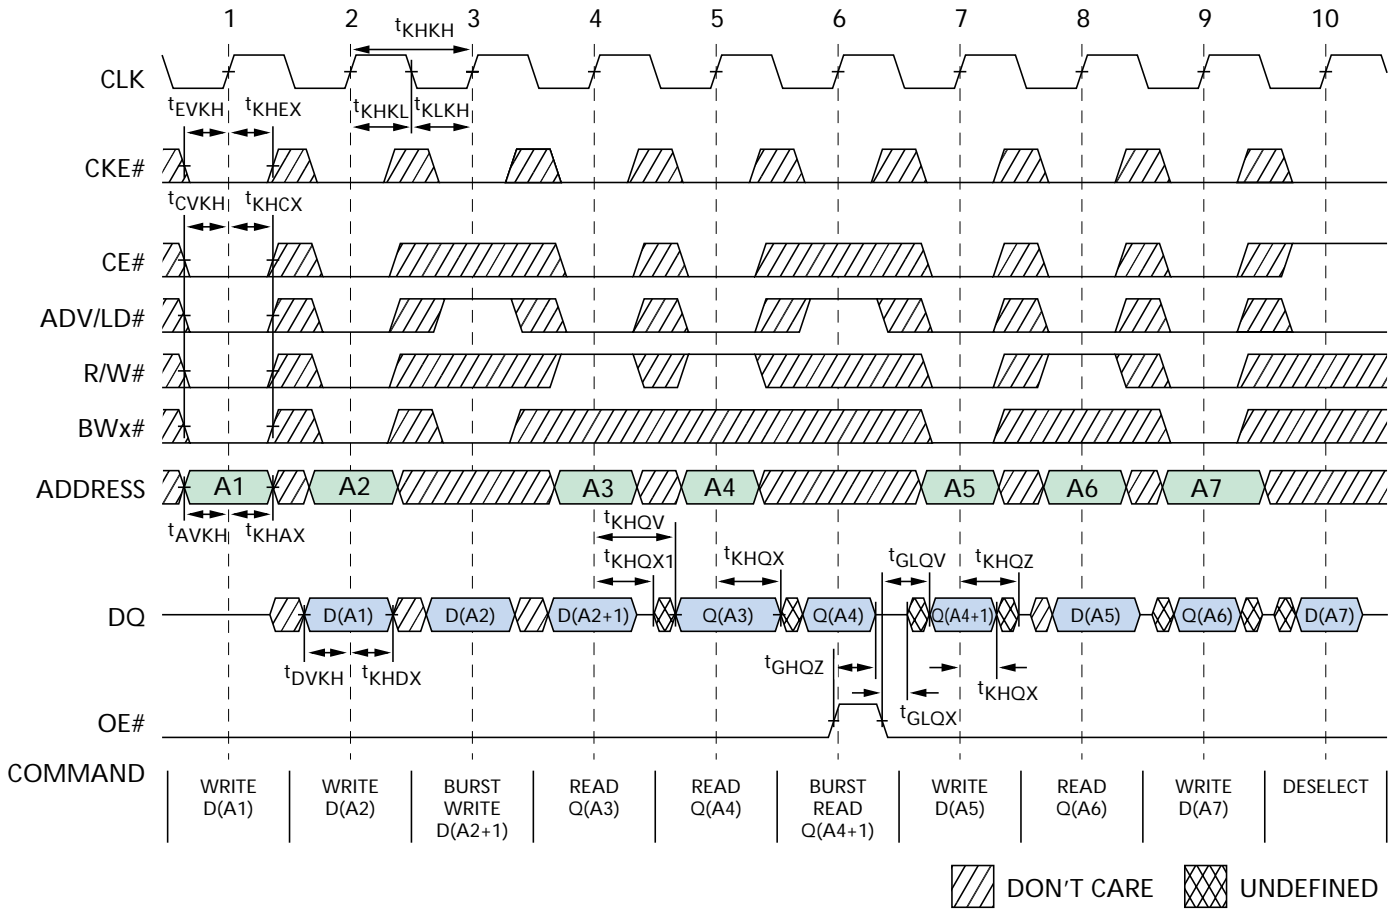 1 2 3 4 5 6 7 8 9 10
tKHKH
CLK
tEVKH tKHEX tKHKL tKLKH
CKE#
tCVKH tKHCX
CE#
ADV/LD#
R/W#
BWx#
ADDRESS A1 A2 A3 A4 A5 A6 A7
tAVKH tKHAX
tKHQV
tKHQX1 tKHQX tGLQV tKHQZ
DQ D(A1) D(A2) D(A2+1) Q(A3) Q(A4) Q(A4+1) D(A5) Q(A6) D(A7)
tDVKH tKHDX tGHQZ tKHQX
tGLQX
OE#
COMMAND
WRITE D(A1)
WRITE D(A2)
BURST WRITE D(A2+1)
READ Q(A3)
READ Q(A4)
BURST READ Q(A4+1)
WRITE D(A5)
READ Q(A6)
WRITE D(A7)
DESELECT
DON'T CARE UNDEFINED